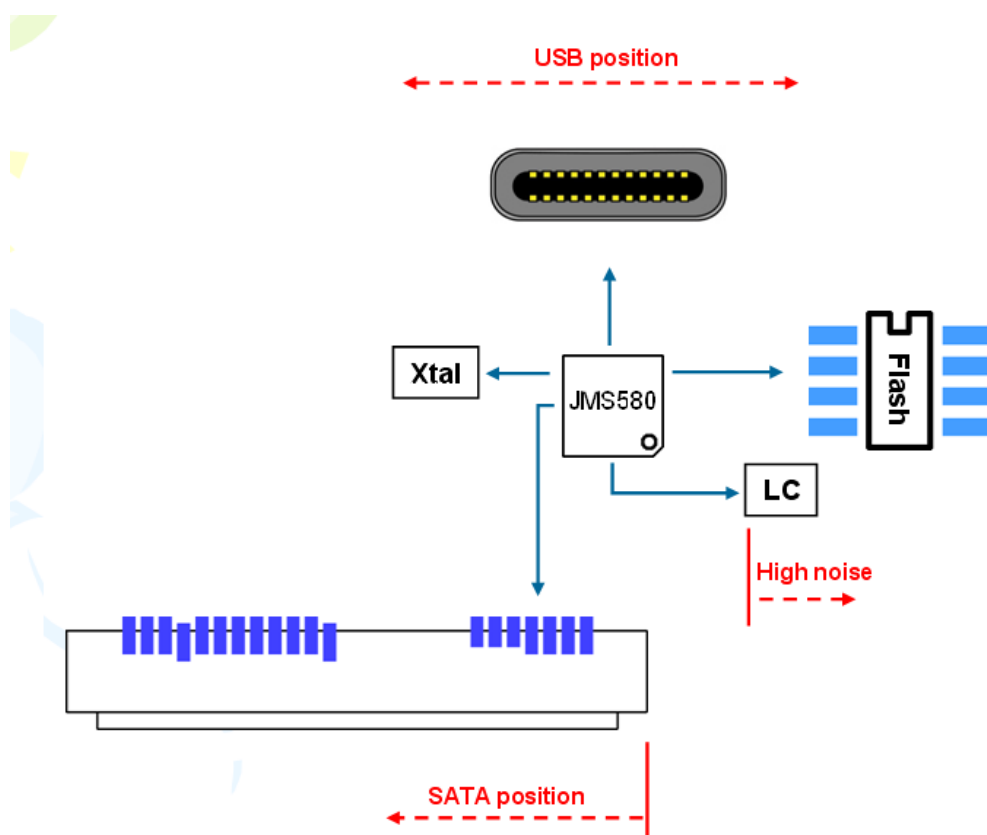 USB position
Xtal
JMS580
Flash
LC
High noise
SATA position